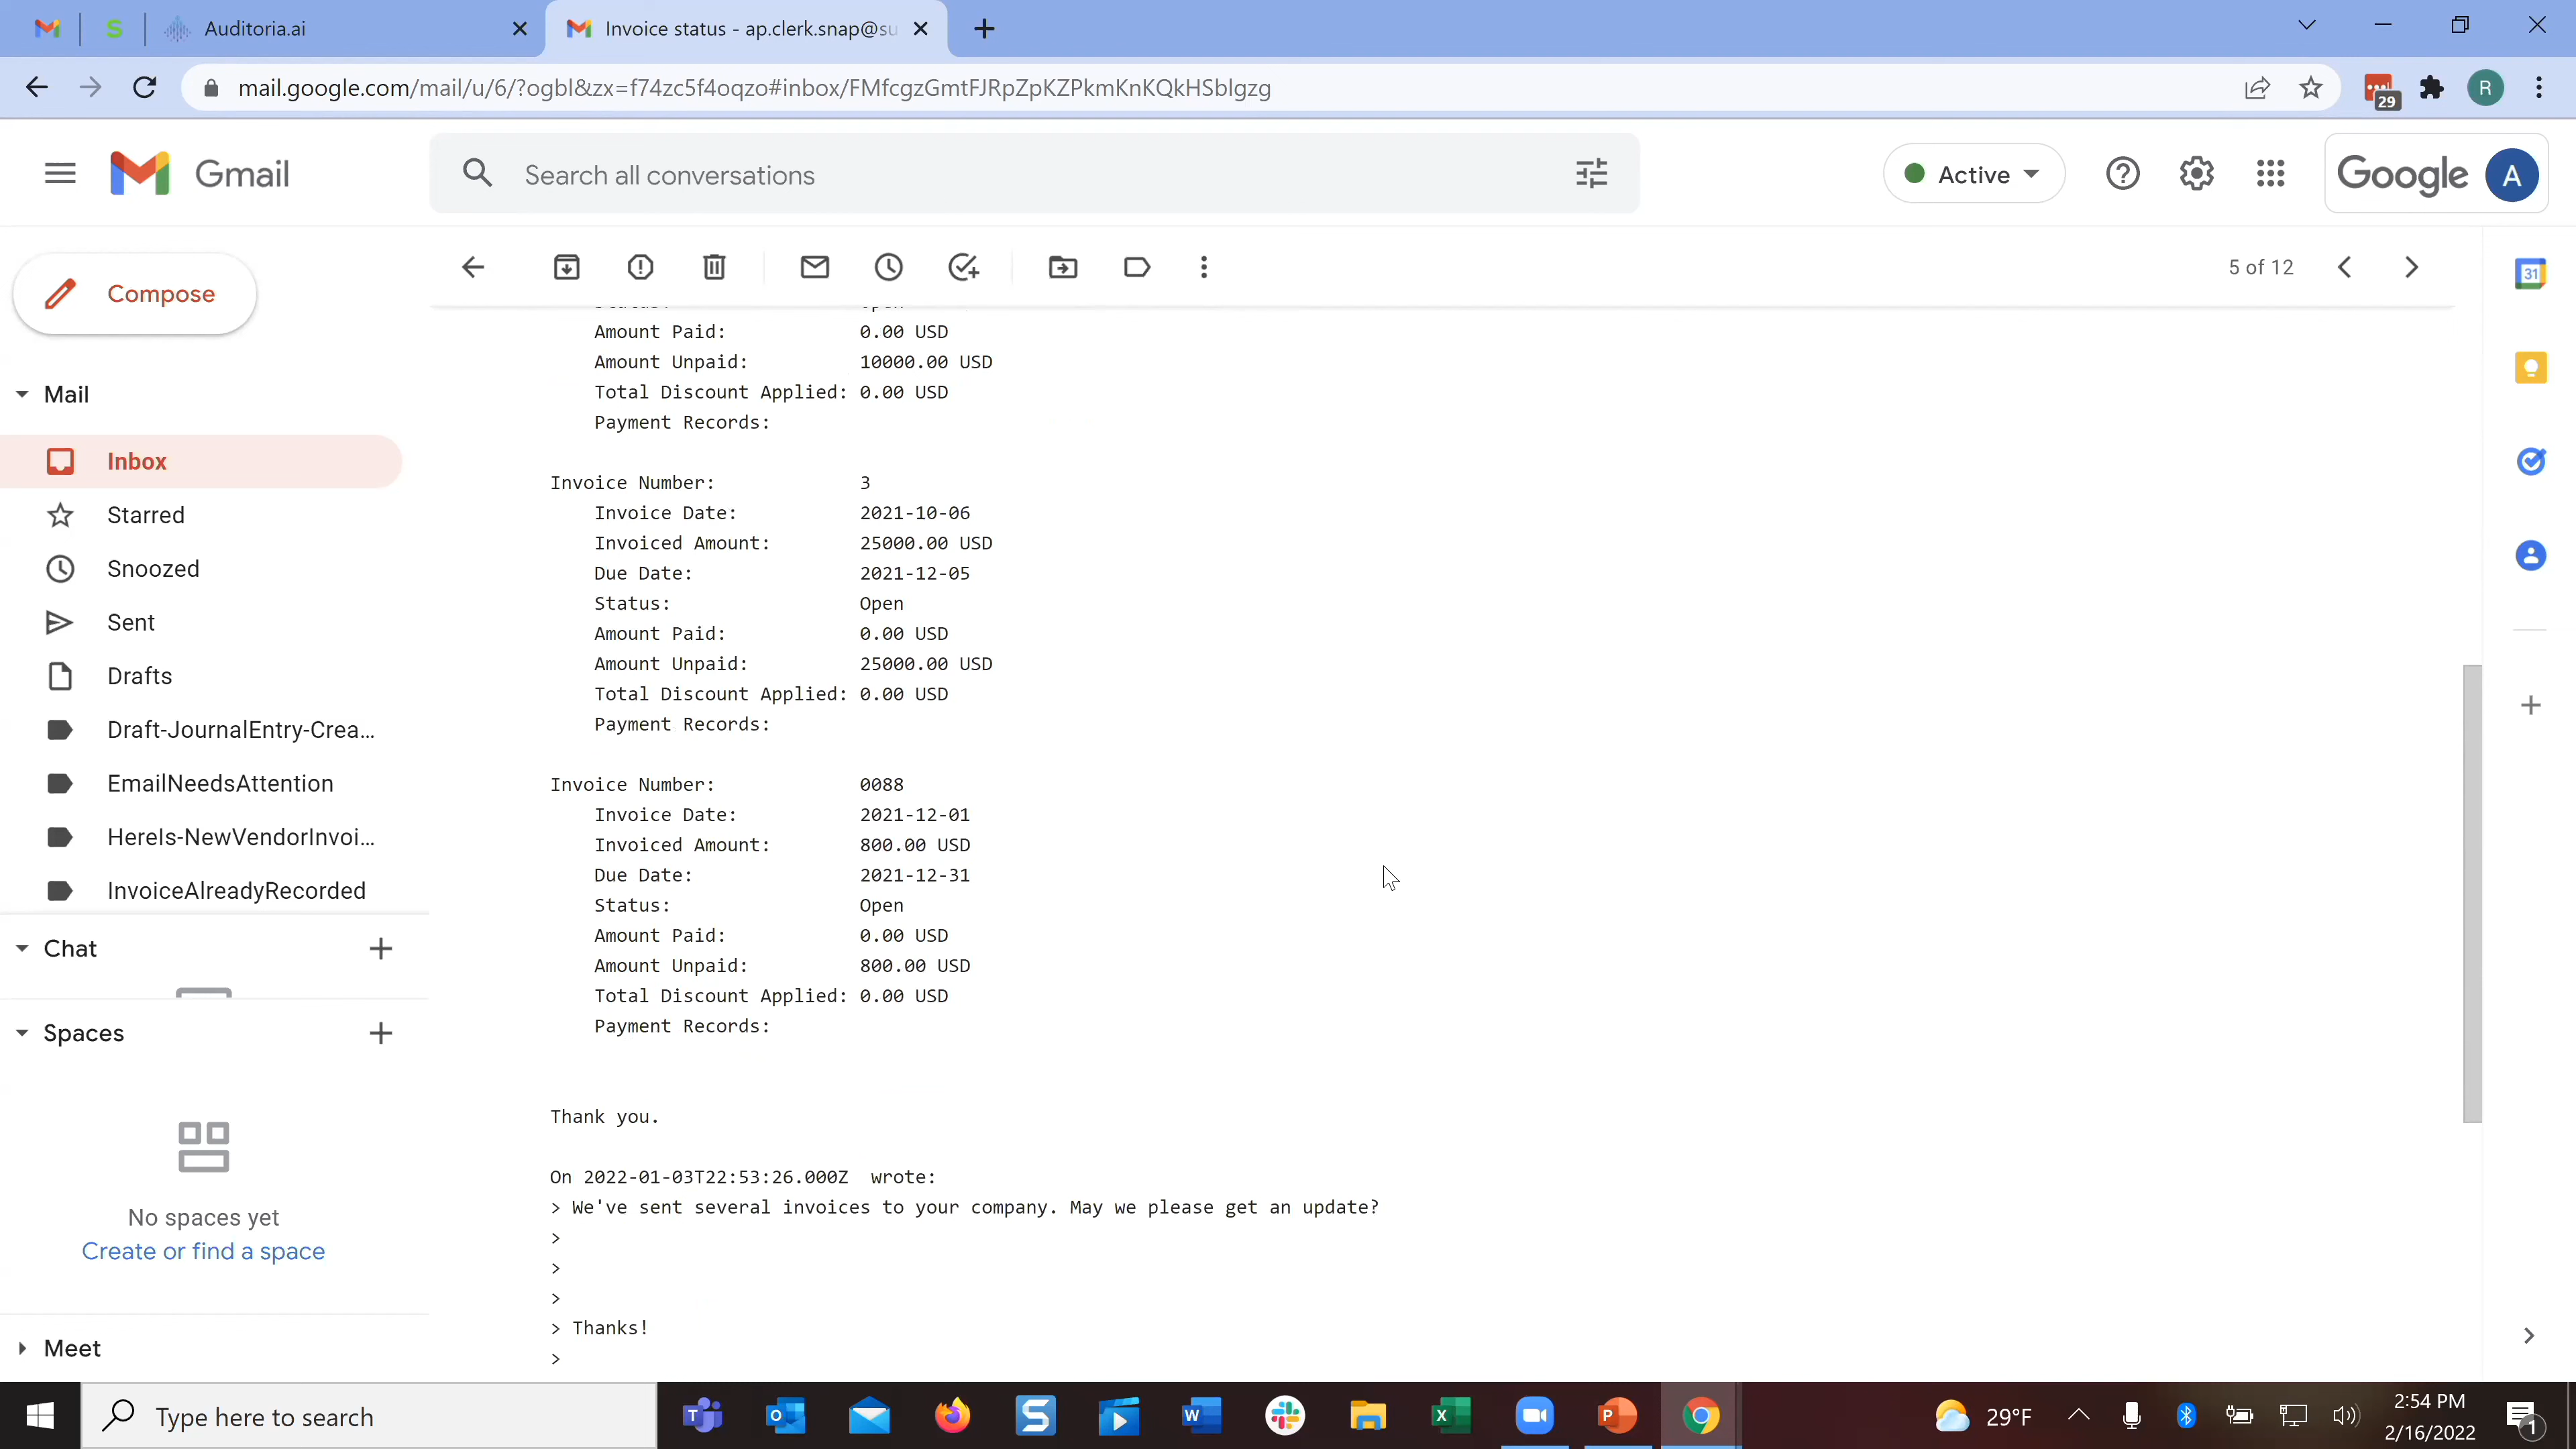 S
Auditoria.ai
Invoice status - ap.clerk.snap@su
mail.google.com/mail/u/6/?ogbl&zx=f74zc5f4oqzo#inbox/FMfcgzGmtFJRpZpKZPkmKnKQkHSblgzg
29
R
Gmail
Search all conversations
Active
Google
A
Compose
5 of 12
31
Mail
Inbox
Starred
Snoozed
Sent
Drafts
Draft-JournalEntry-Crea...
EmailNeedsAttention
HereIs-NewVendorInvoi...
InvoiceAlreadyRecorded
Chat
Spaces
No spaces yet
Create or find a space
Meet
Status: Open
Amount Paid: 0.00 USD
Amount Unpaid: 10000.00 USD
Total Discount Applied: 0.00 USD
Payment Records:
Invoice Number: 3
Invoice Date: 2021-10-06
Invoiced Amount: 25000.00 USD
Due Date: 2021-12-05
Status: Open
Amount Paid: 0.00 USD
Amount Unpaid: 25000.00 USD
Total Discount Applied: 0.00 USD
Payment Records:
Invoice Number: 0088
Invoice Date: 2021-12-01
Invoiced Amount: 800.00 USD
Due Date: 2021-12-31
Status: Open
Amount Paid: 0.00 USD
Amount Unpaid: 800.00 USD
Total Discount Applied: 0.00 USD
Payment Records:
Thank you.
On 2022-01-03T22:53:26.000Z wrote:
> We've sent several invoices to your company. May we please get an update?
>
>
>
> Thanks!
>
Type here to search
T
O
S
W
X
P
29°F
2:54 PM
2/16/2022
1